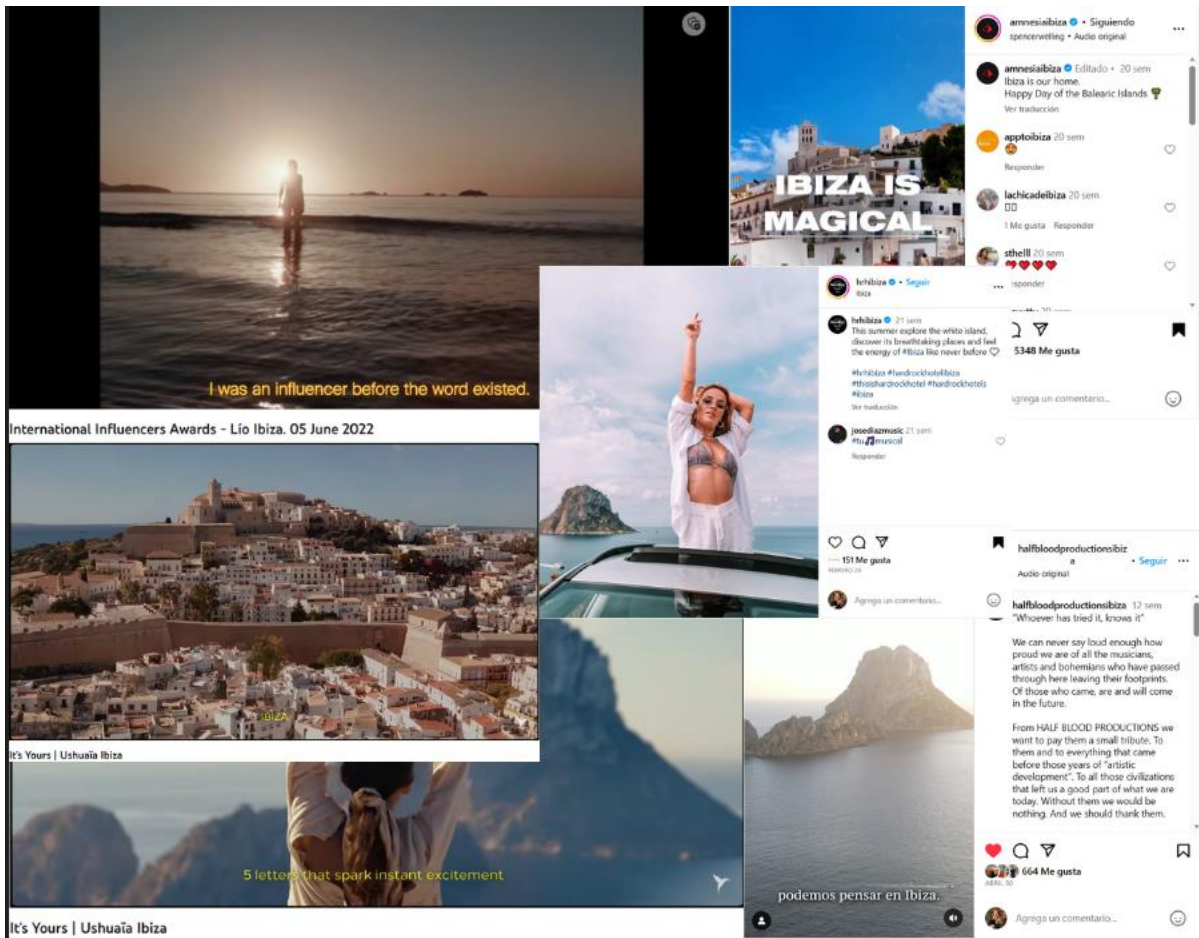 I was an influencer before the word existed.
International Influencers Awards - Lío Ibiza. 05 June 2022
IBIZA
It's Yours | Ushuaïa Ibiza
5 letters that spark instant excitement
It's Yours | Ushuaïa Ibiza
IBIZA IS
MAGICAL
amnesiaibiza • Siguiendo
spencerwelling • Audio original
amnesiaibiza Editado • 20 sem
Ibiza is our home.
Happy Day of the Balearic Islands 🌳
Ver traducción
apptoibiza 20 sem
🤩
Responder
lachicadeibiza 20 sem
1 Me gusta Responder
sthelll 20 sem
❤❤❤❤
esponder
5348 Me gusta
Agrega un comentario...
hrhibiza • Seguir
Ibiza
hrhibiza 21 sem
This summer explore the white island,
discover its breathtaking places and feel
the energy of #Ibiza like never before 🤍
#hrhibiza #hardrockhotelibiza
#thisishardrockhotel #hardrockhotels
#ibiza
Ver traducción
josediazmusic 21 sem
#tu🎵musical
Responder
151 Me gusta
FEBRERO
Agrega un comentario...
halfbloodproductionsibiz
a • Seguir
Audio original
halfbloodproductionsibiza 12 sem
"Whoever has tried it, knows it"
We can never say loud enough how
proud we are of all the musicians,
artists and bohemians who have passed
through here leaving their footprints.
Of those who came, are and will come
in the future.
From HALF BLOOD PRODUCTIONS we
want to pay them a small tribute. To
them and to everything that came
before those years of "artistic
development". To all those civilizations
that left us a good part of what we are
today. Without them we would be
nothing. And we should thank them.
664 Me gusta
ABRIL 30
Agrega un comentario...
podemos pensar en Ibiza.